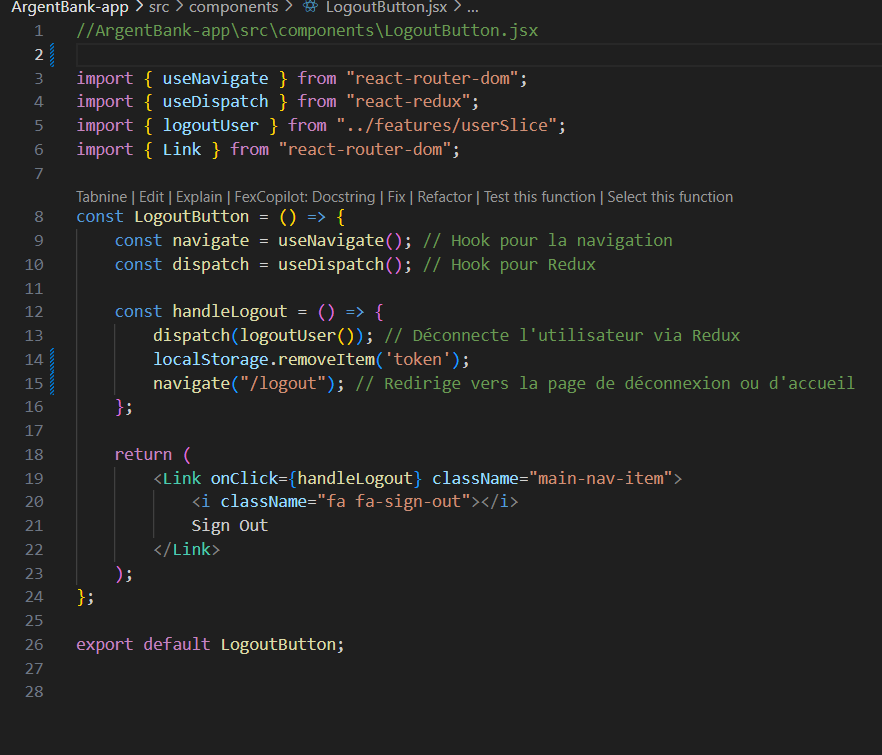 ArgentBank-app > src > components > LogoutButton.jsx > ...
1 //ArgentBank-app\src\components\LogoutButton.jsx
2
3 import { useNavigate } from "react-router-dom";
4 import { useDispatch } from "react-redux";
5 import { logoutUser } from "../features/userSlice";
6 import { Link } from "react-router-dom";
7
Tabnine | Edit | Explain | FexCopilot: Docstring | Fix | Refactor | Test this function | Select this function
8 const LogoutButton = () => {
9     const navigate = useNavigate(); // Hook pour la navigation
10     const dispatch = useDispatch(); // Hook pour Redux
11
12     const handleLogout = () => {
13         dispatch(logoutUser()); // Déconnecte l'utilisateur via Redux
14         localStorage.removeItem('token');
15         navigate("/logout"); // Redirige vers la page de déconnexion ou d'accueil
16     };
17
18     return (
19         <Link onClick={handleLogout} className="main-nav-item">
20             <i className="fa fa-sign-out"></i>
21             Sign Out
22         </Link>
23     );
24 };
25
26 export default LogoutButton;
27
28